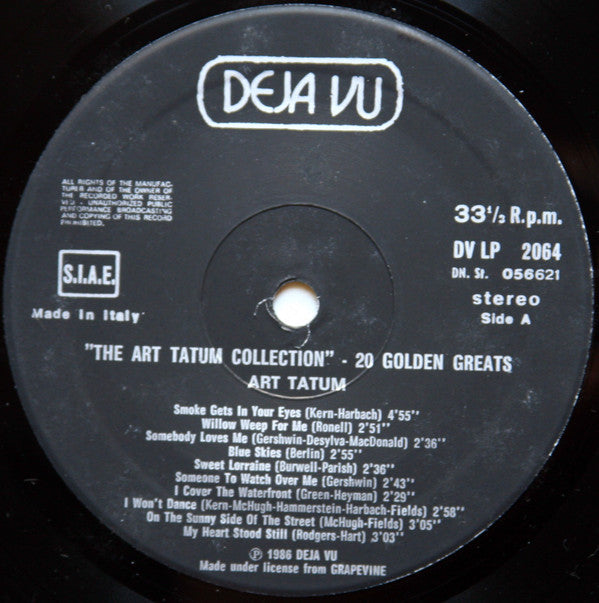 DEJA VU
ALL RIGHTS OF THE MANUFAC-
TURER AND OF THE OWNER OF
THE RECORDED WORK RESER-
VED - UNAUTHORIZED PUBLIC
PERFORMANCE BROADCASTING
AND COPYING OF THIS RECORD
PROHIBITED.
33 1/3 R.p.m.
DV LP 2064
DN. St. 056621
stereo
Side A
S.I.A.E.
Made in Italy
"THE ART TATUM COLLECTION" - 20 GOLDEN GREATS
ART TATUM
Smoke Gets In Your Eyes (Kern-Harbach) 4'55''
Willow Weep For Me (Ronell) 2'51''
Somebody Loves Me (Gershwin-Desylva-MacDonald) 2'36''
Blue Skies (Berlin) 2'55''
Sweet Lorraine (Burwell-Parish) 2'36''
Someone To Watch Over Me (Gershwin) 2'43''
I Cover The Waterfront (Green-Heyman) 2'29''
I Won't Dance (Kern-McHugh-Hammerstein-Harbach-Fields) 2'58''
On The Sunny Side Of The Street (McHugh-Fields) 3'05''
My Heart Stood Still (Rodgers-Hart) 3'03''
℗ 1986 DEJA VU
Made under license from GRAPEVINE